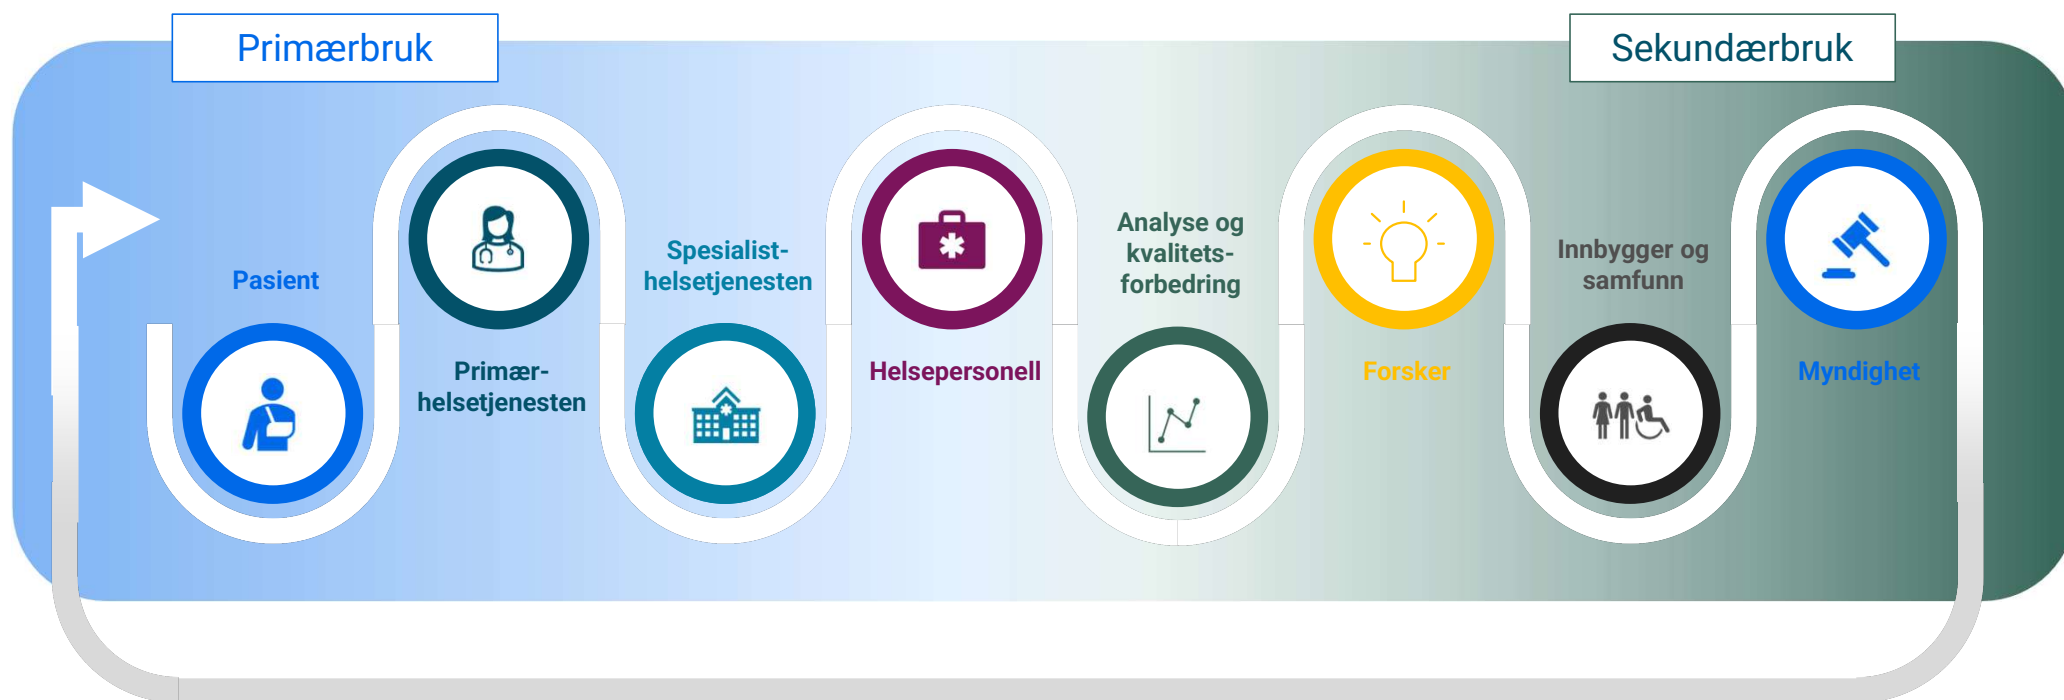 Primærbruk
Sekundærbruk
Pasient
Primær-
helsetjenesten
Spesialist-
helsetjenesten
Helsepersonell
Analyse og
kvalitets-
forbedring
Forsker
Innbygger og
samfunn
Myndighet